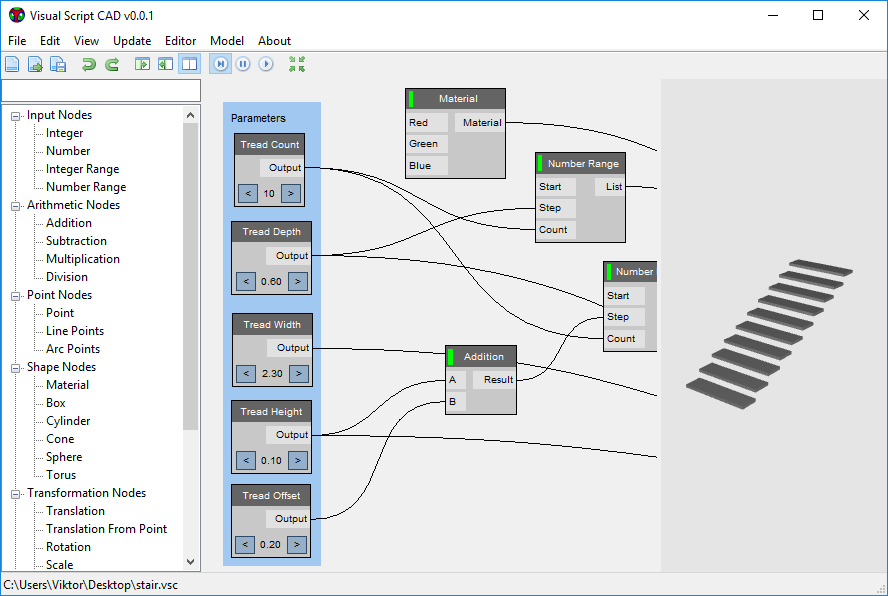 Visual Script CAD v0.0.1
File Edit View Update Editor Model About
Input Nodes
Integer
Number
Integer Range
Number Range
Arithmetic Nodes
Addition
Subtraction
Multiplication
Division
Point Nodes
Point
Line Points
Arc Points
Shape Nodes
Material
Box
Cylinder
Cone
Sphere
Torus
Transformation Nodes
Translation
Translation From Point
Rotation
Scale
Parameters
Tread Count
Output
< 10 >
Tread Depth
Output
< 0.60 >
Tread Width
Output
< 2.30 >
Tread Height
Output
< 0.10 >
Tread Offset
Output
< 0.20 >
Material
Red Material
Green
Blue
Number Range
Start List
Step
Count
Number
Start
Step
Count
Addition
A Result
B
C:\Users\Viktor\Desktop\stair.vsc